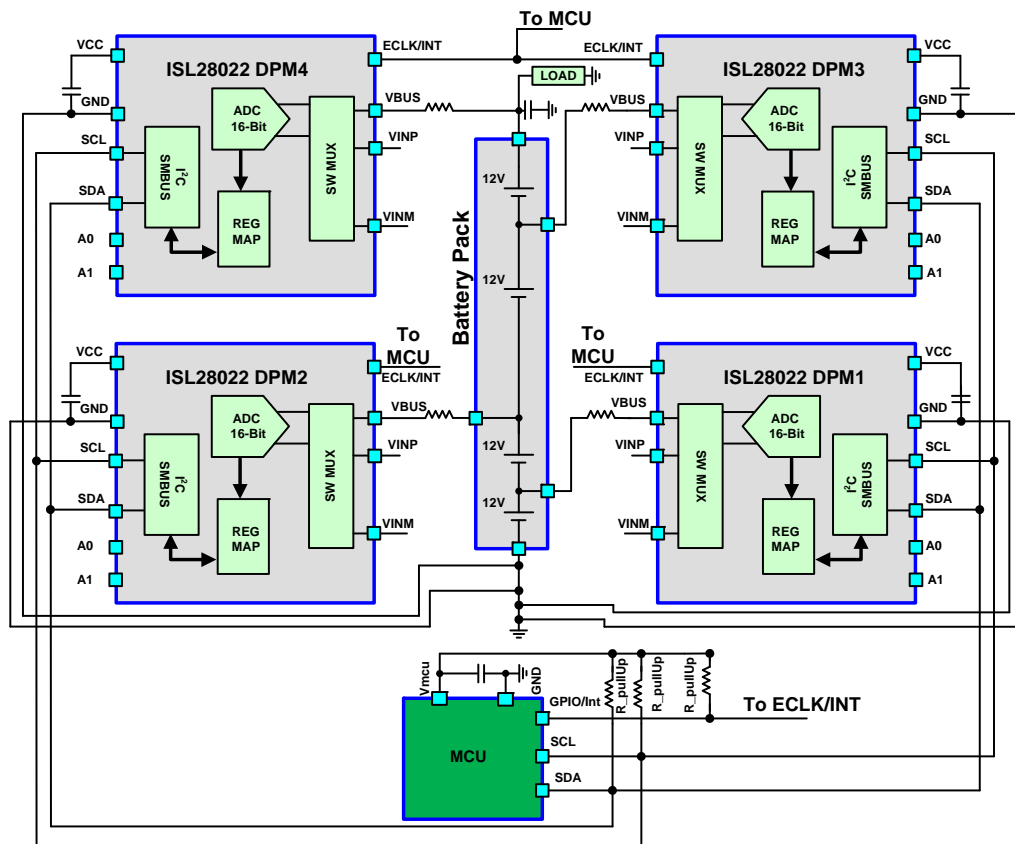 To MCU
VCC
ISL28022 DPM4
ECLK/INT
GND
SCL
SDA
A0
A1
I²C
SMBUS
ADC
16-Bit
REG
MAP
SW MUX
VBUS
VINP
VINM
LOAD
ECLK/INT
ISL28022 DPM3
VCC
VBUS
VINP
VINM
SW MUX
ADC
16-Bit
REG
MAP
I²C
SMBUS
GND
SCL
SDA
A0
A1
Battery Pack
12V
12V
12V
12V
To
MCU
VCC
ISL28022 DPM2
ECLK/INT
GND
SCL
SDA
A0
A1
I²C
SMBUS
ADC
16-Bit
REG
MAP
SW MUX
VBUS
VINP
VINM
To
MCU
ECLK/INT
ISL28022 DPM1
VCC
VBUS
VINP
VINM
SW MUX
ADC
16-Bit
REG
MAP
I²C
SMBUS
GND
SCL
SDA
A0
A1
Vmcu
GND
R_pullUp
R_pullUp
R_pullUp
GPIO/Int
To ECLK/INT
MCU
SCL
SDA